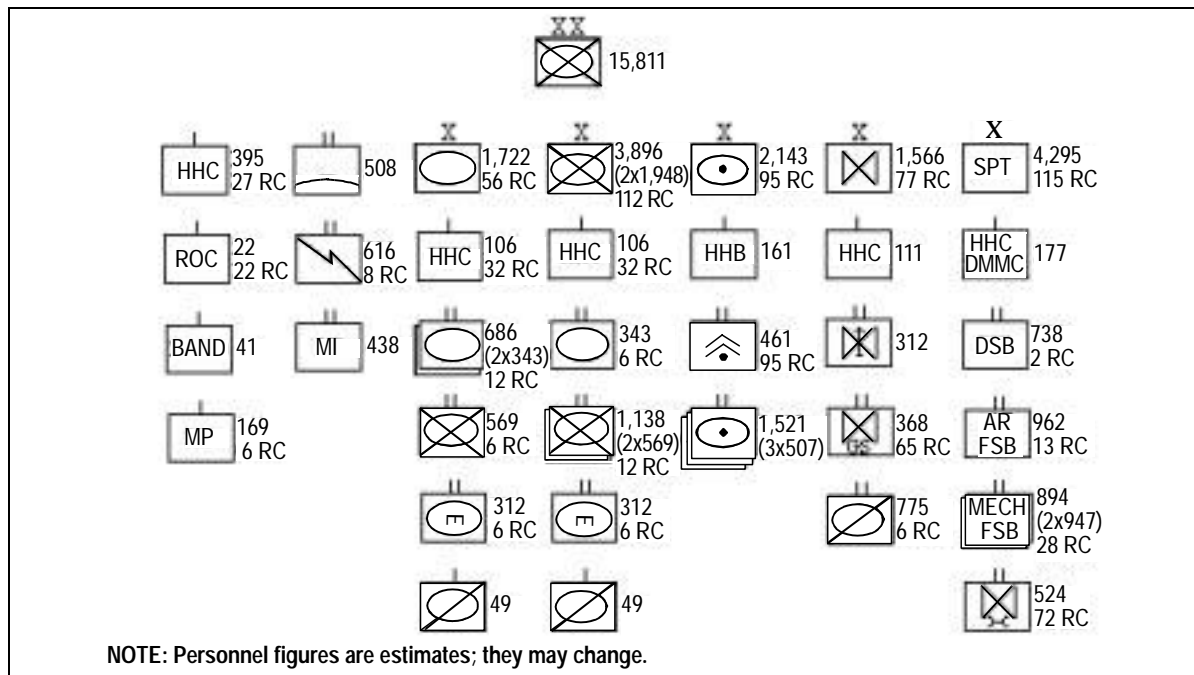 XX
15,811
X
X
X
X
X
HHC
395
27 RC
508
1,722
56 RC
3,896
(2x1,948)
112 RC
2,143
95 RC
1,566
77 RC
SPT
4,295
115 RC
ROC
22
22 RC
616
8 RC
HHC
106
32 RC
HHC
106
32 RC
HHB
161
HHC
111
HHC
DMMC
177
BAND
41
MI
438
686
(2x343)
12 RC
343
6 RC
461
95 RC
312
DSB
738
2 RC
MP
169
6 RC
569
6 RC
1,138
(2x569)
12 RC
1,521
(3x507)
GS
368
65 RC
AR
FSB
962
13 RC
312
6 RC
312
6 RC
775
6 RC
MECH
FSB
894
(2x947)
28 RC
49
49
524
72 RC
NOTE: Personnel figures are estimates; they may change.